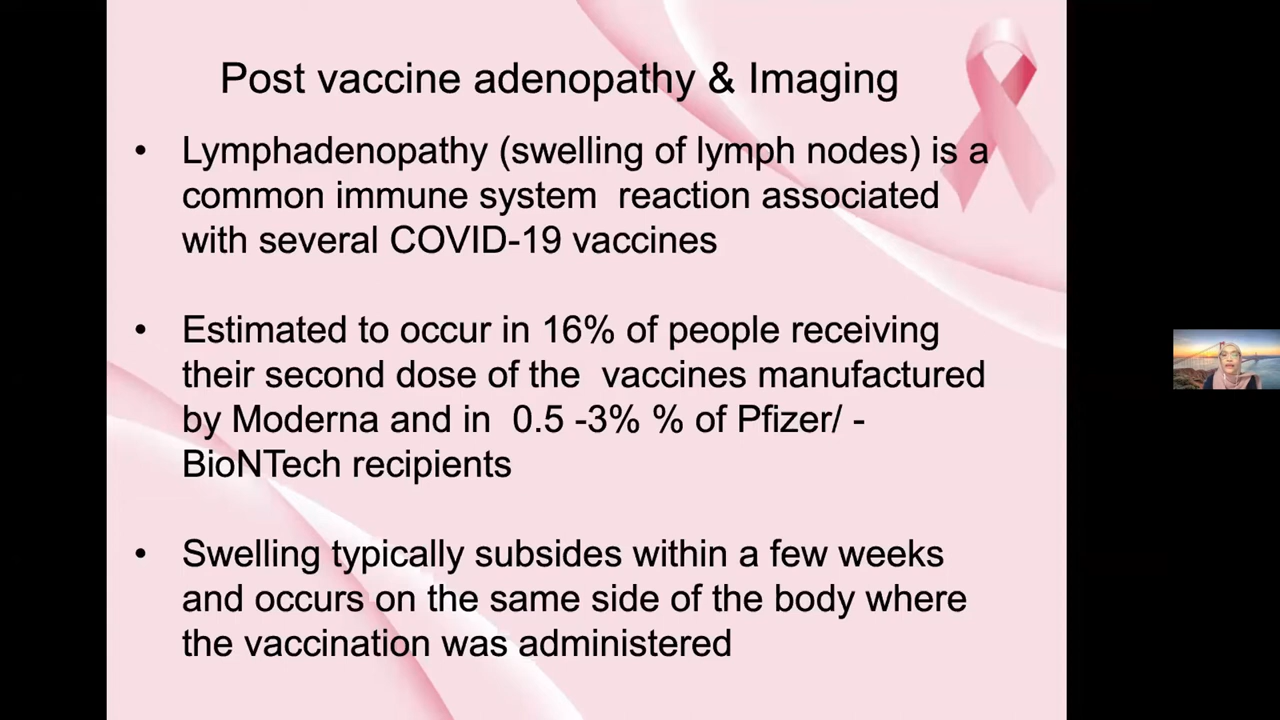 Post vaccine adenopathy & Imaging
• Lymphadenopathy (swelling of lymph nodes) is a
common immune system reaction associated
with several COVID-19 vaccines
• Estimated to occur in 16% of people receiving
their second dose of the vaccines manufactured
by Moderna and in 0.5 -3% % of Pfizer/ -
BioNTech recipients
• Swelling typically subsides within a few weeks
and occurs on the same side of the body where
the vaccination was administered